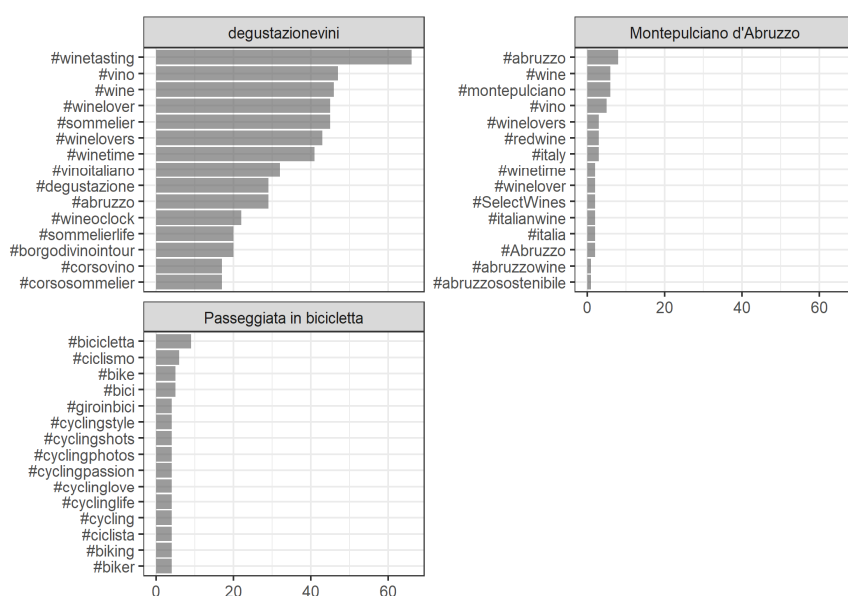 degustazionevini
#winetasting
#vino
#wine
#winelover
#sommelier
#winelovers
#winetime
#vinoitaliano
#degustazione
#abruzzo
#wineoclock
#sommelierlife
#borgodivinointour
#corsovino
#corsosommelier
Montepulciano d'Abruzzo
#abruzzo
#wine
#montepulciano
#vino
#winelovers
#redwine
#italy
#winetime
#winelover
#SelectWines
#italianwine
#italia
#Abruzzo
#abruzzowine
#abruzzosostenibile
0 20 40 60
Passeggiata in bicicletta
#bicicletta
#ciclismo
#bike
#bici
#giroinbici
#cyclingstyle
#cyclingshots
#cyclingphotos
#cyclingpassion
#cyclinglove
#cyclinglife
#cycling
#ciclista
#biking
#biker
0 20 40 60